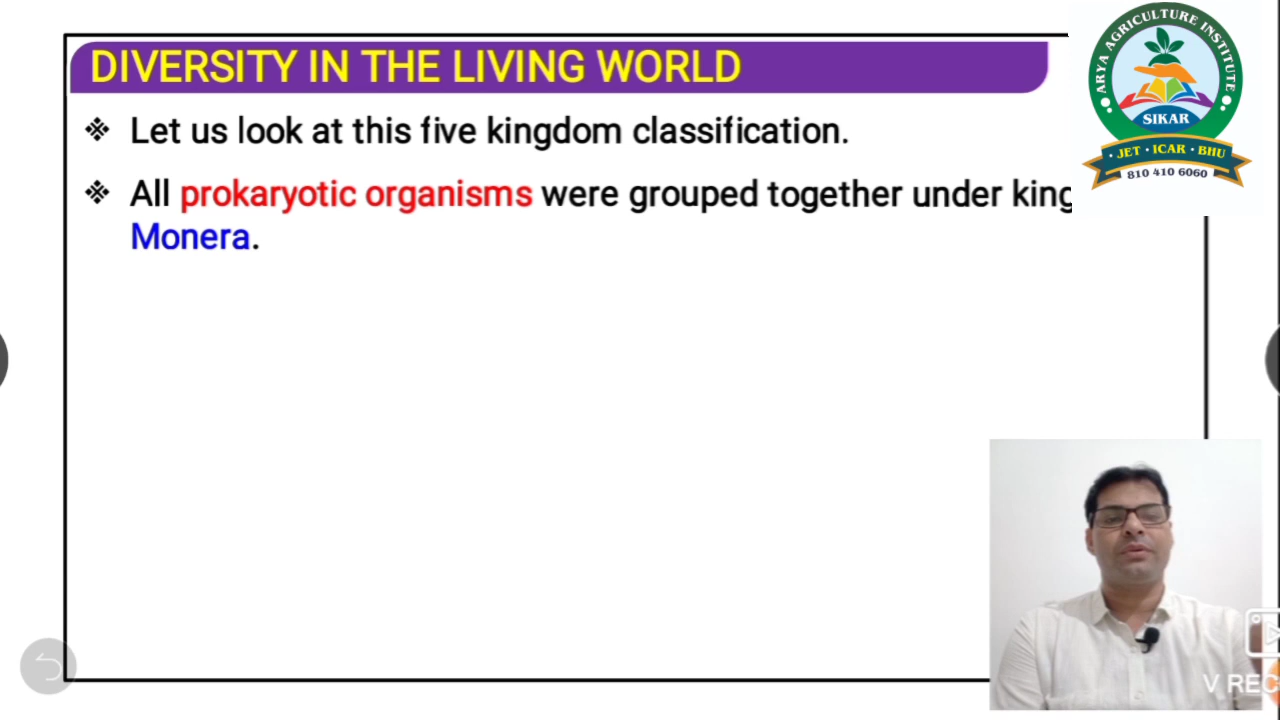 DIVERSITY IN THE LIVING WORLD
❖ Let us look at this five kingdom classification.
❖ All prokaryotic organisms were grouped together under king
Monera.
ARYA AGRICULTURE INSTITUTE
SIKAR
• JET • ICAR • BHU
810 410 6060
V REC